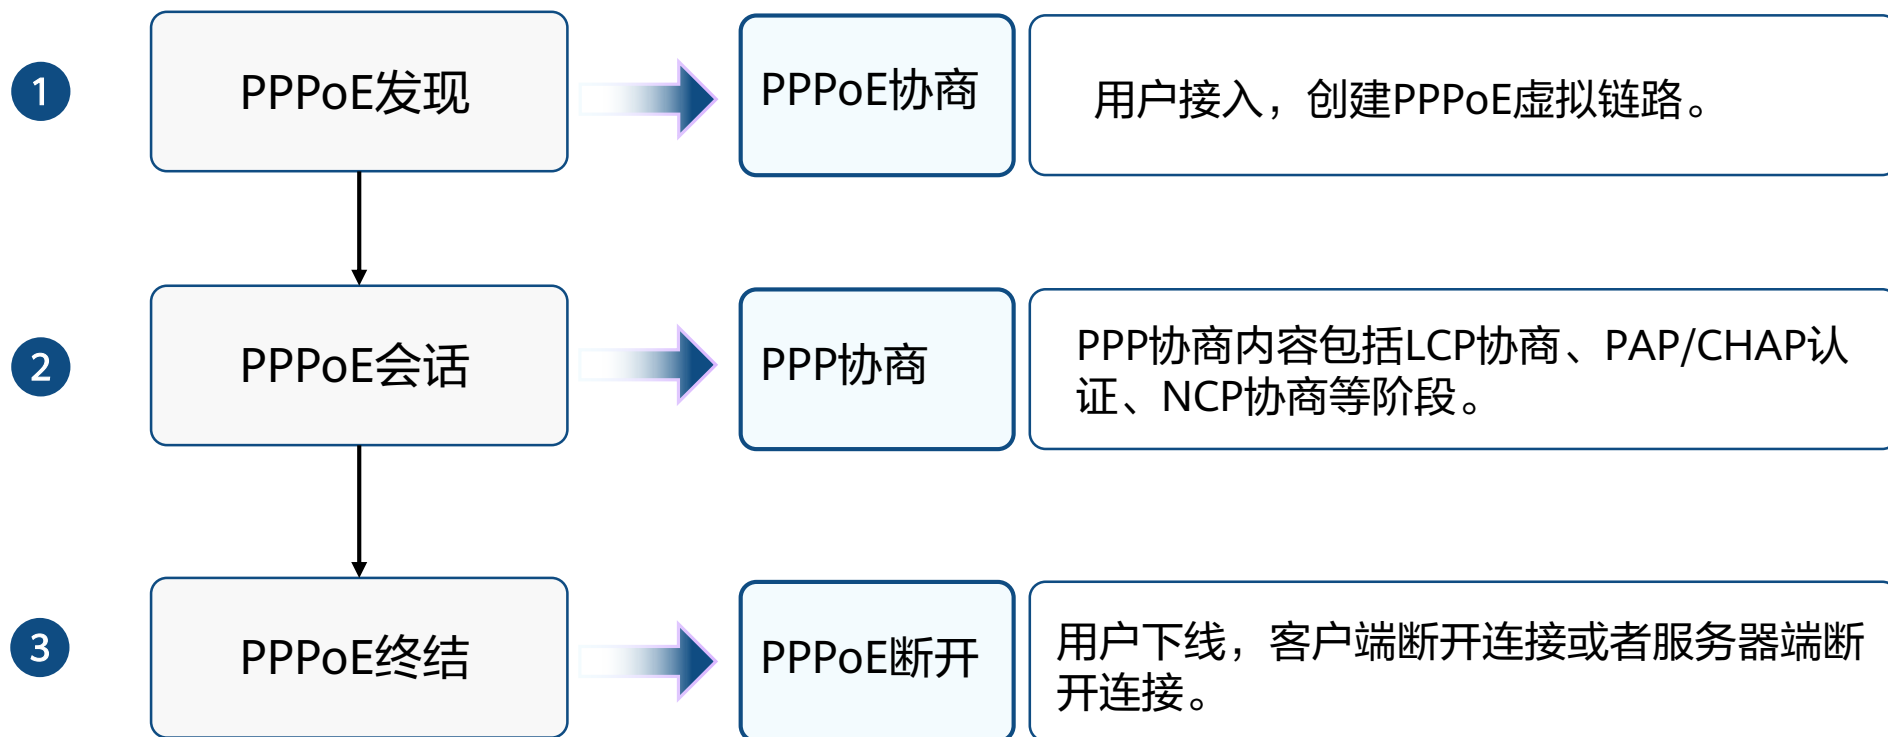 1
PPPoE发现
PPPoE协商
用户接入，创建PPPoE虚拟链路。
2
PPPoE会话
PPP协商
PPP协商内容包括LCP协商、PAP/CHAP认
证、NCP协商等阶段。
3
PPPoE终结
PPPoE断开
用户下线，客户端断开连接或者服务器端断
开连接。